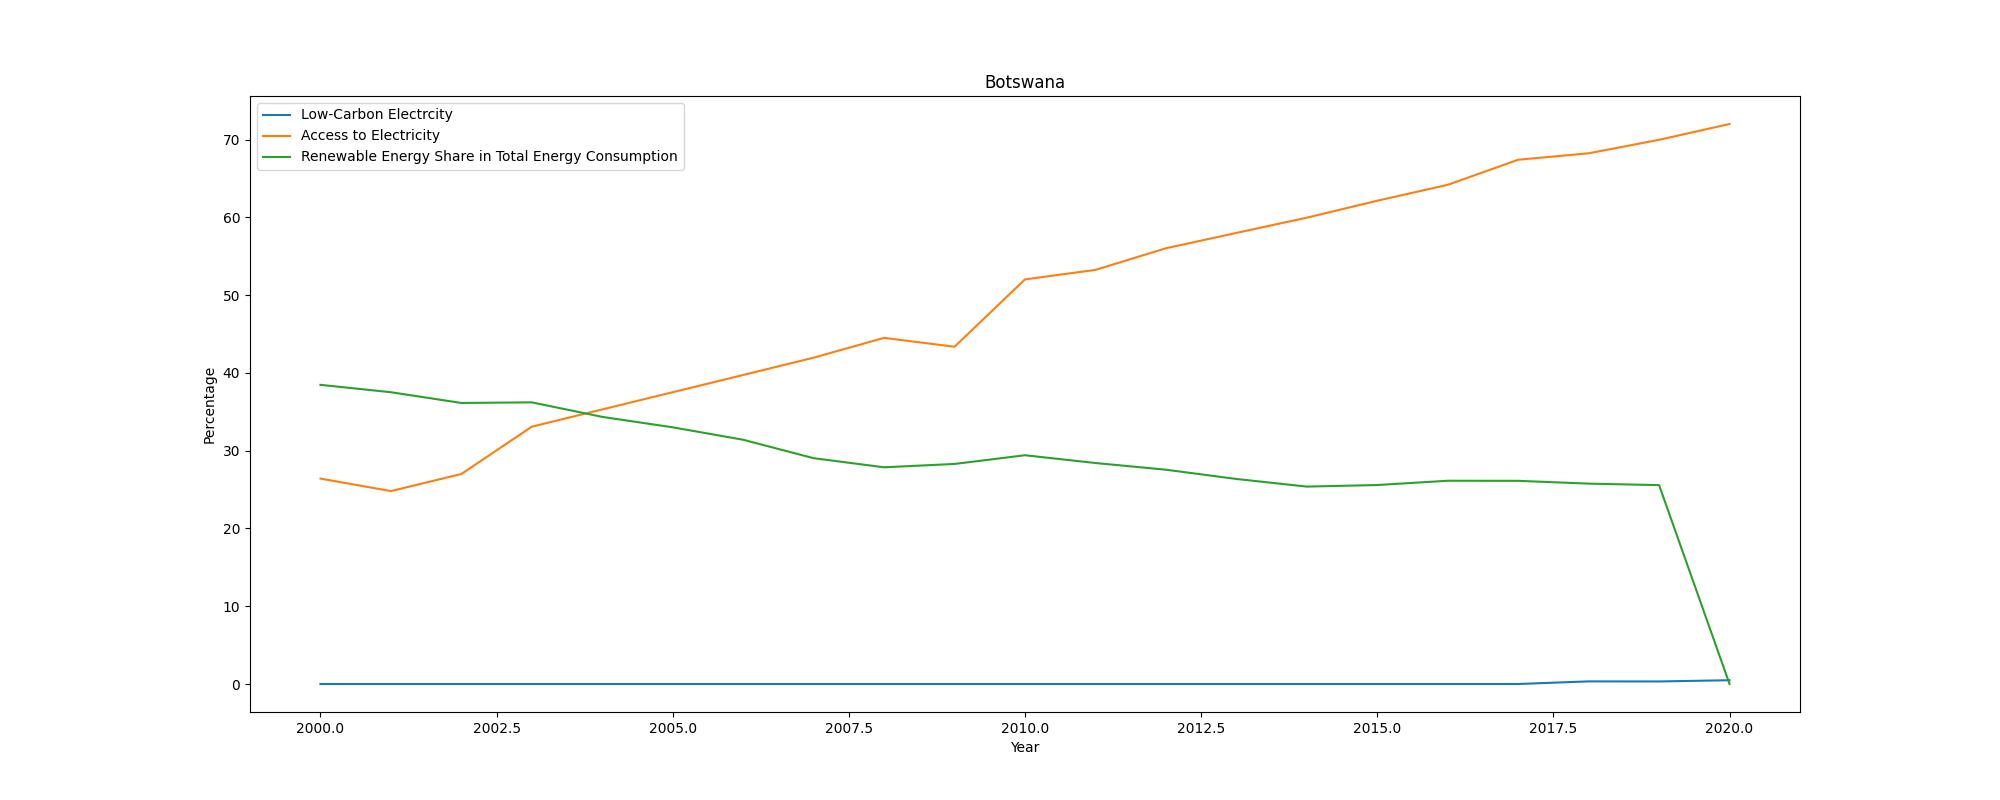 Botswana
Low-Carbon Electrcity
Access to Electricity
Renewable Energy Share in Total Energy Consumption
Percentage
70
60
50
40
30
20
10
0
2000.0 2002.5 2005.0 2007.5 2010.0 2012.5 2015.0 2017.5 2020.0
Year